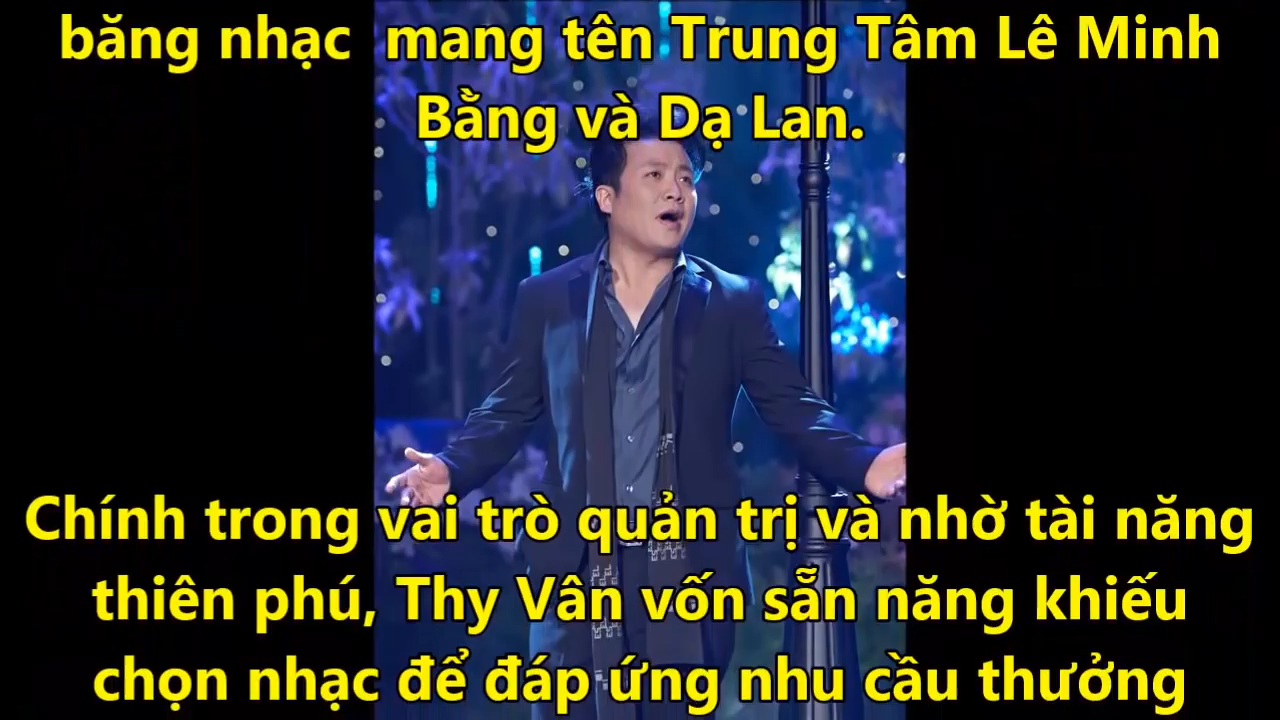 băng nhạc mang tên Trung Tâm Lê Minh
Bằng và Dạ Lan.
Chính trong vai trò quản trị và nhờ tài năng
thiên phú, Thy Vân vốn sẵn năng khiếu
chọn nhạc để đáp ứng nhu cầu thưởng